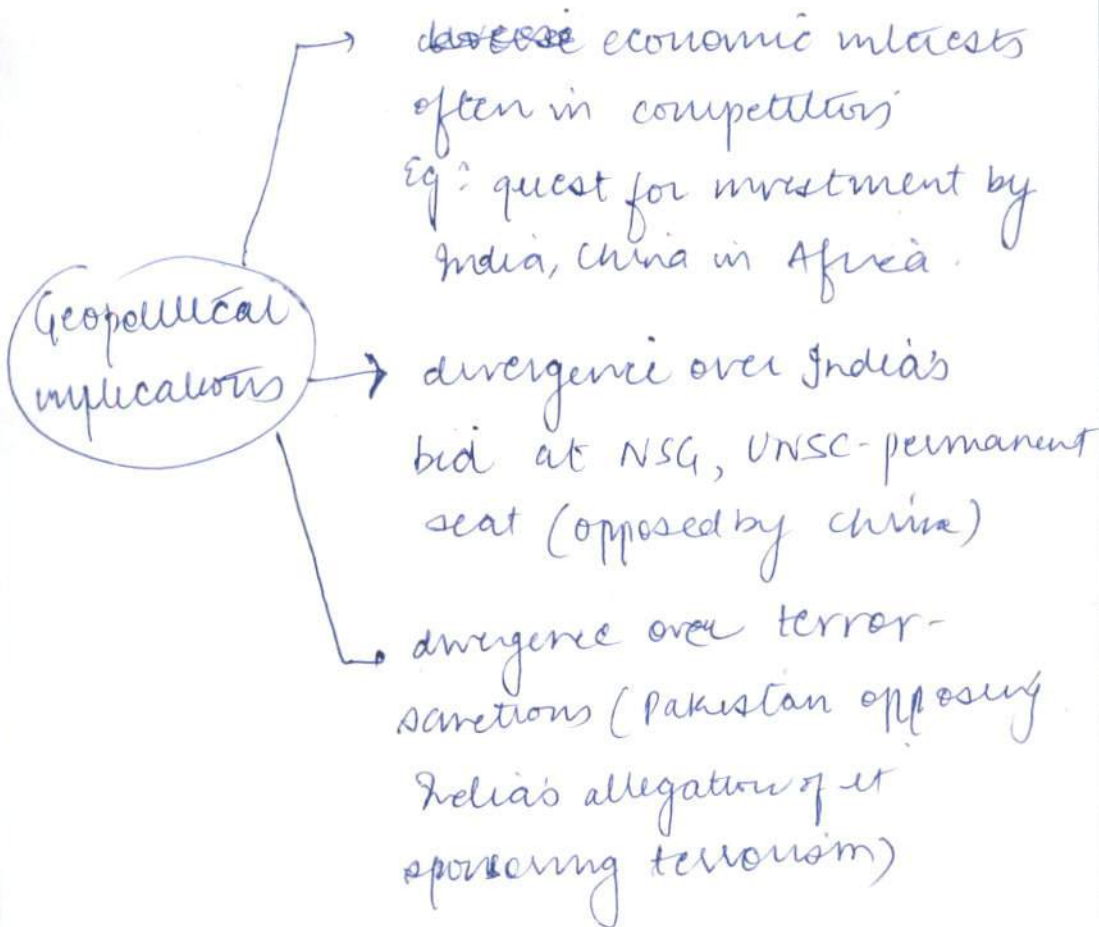 economic interests
often in competitions
Eg: quest for investment by
India, China in Africa.
Geopolitical
implications
divergence over India's
bid at NSG, UNSC-permanent
seat (opposed by China)
divergence over terror-
sanctions (Pakistan opposing
India's allegation of it
sponsoring terrorism)